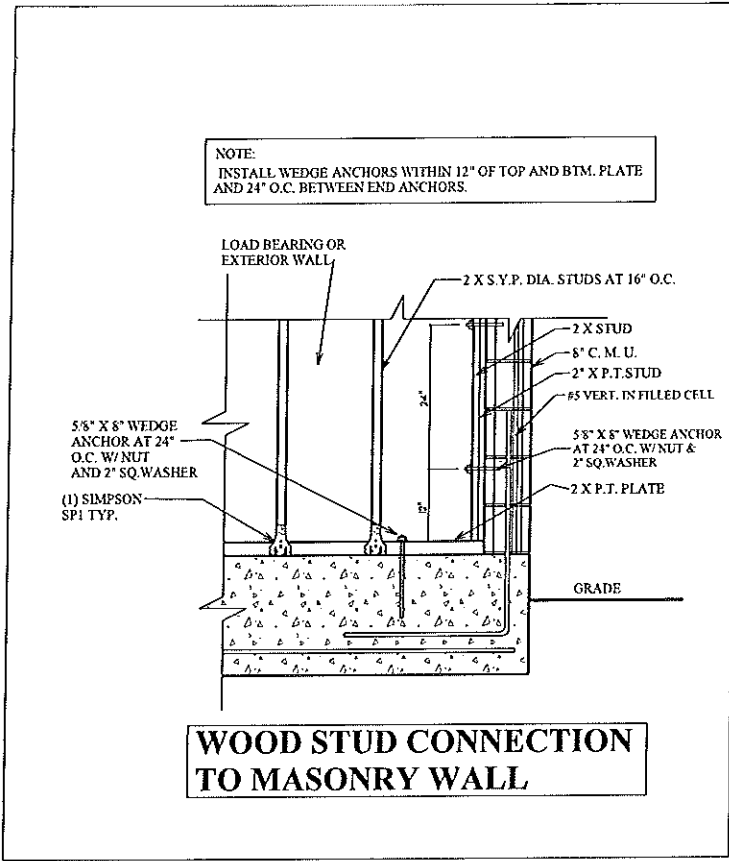 NOTE:
INSTALL WEDGE ANCHORS WITHIN 12" OF TOP AND BTM. PLATE
AND 24" O.C. BETWEEN END ANCHORS.
LOAD BEARING OR
EXTERIOR WALL
2 X S.Y.P. DIA. STUDS AT 16" O.C.
2 X STUD
8" C. M. U.
2" X P.T. STUD
#5 VERT. IN FILLED CELL
24"
5/8" X 8" WEDGE
ANCHOR AT 24"
O.C. W/ NUT
AND 2" SQ.WASHER
5/8" X 8" WEDGE ANCHOR
AT 24" O.C. W/ NUT &
2" SQ.WASHER
12"
2 X P.T. PLATE
(1) SIMPSON
SP1 TYP.
GRADE
WOOD STUD CONNECTION
TO MASONRY WALL